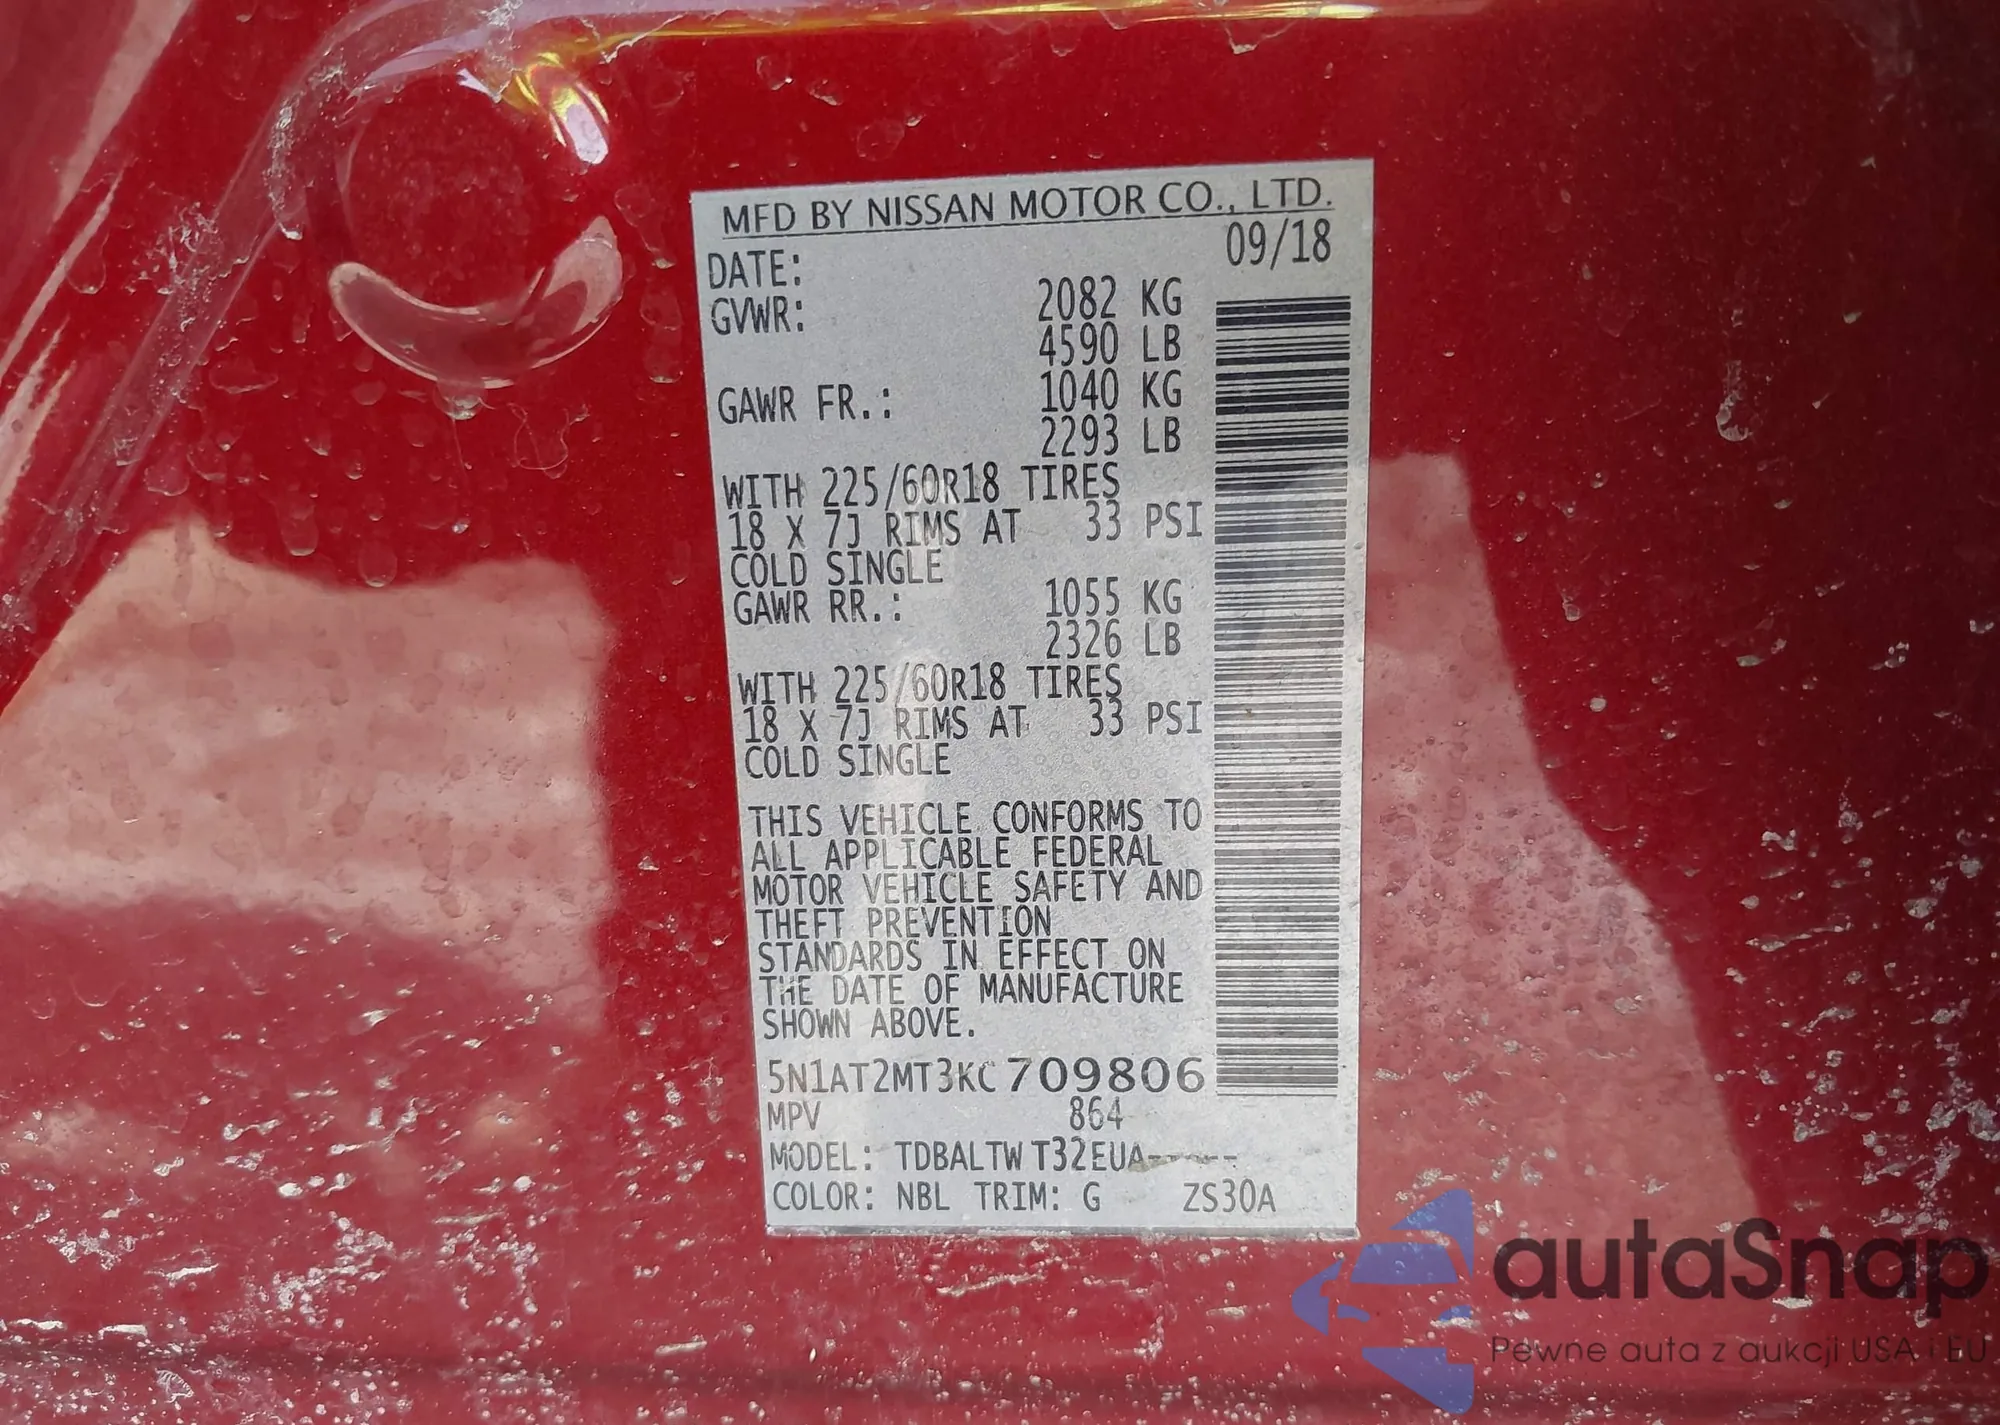 MFD BY NISSAN MOTOR CO., LTD.
DATE: 09/18
GVWR: 2082 KG
4590 LB
GAWR FR.: 1040 KG
2293 LB
WITH 225/60R18 TIRES
18 X 7J RIMS AT 33 PSI
COLD SINGLE
GAWR RR.: 1055 KG
2326 LB
WITH 225/60R18 TIRES
18 X 7J RIMS AT 33 PSI
COLD SINGLE
THIS VEHICLE CONFORMS TO
ALL APPLICABLE FEDERAL
MOTOR VEHICLE SAFETY AND
THEFT PREVENTION
STANDARDS IN EFFECT ON
THE DATE OF MANUFACTURE
SHOWN ABOVE.
5N1AT2MT3KC709806
MPV 864
MODEL: TDBALTW T32EUA-----
COLOR: NBL TRIM: G ZS30A
autaSnap
Pewne auta z aukcji USA i EU